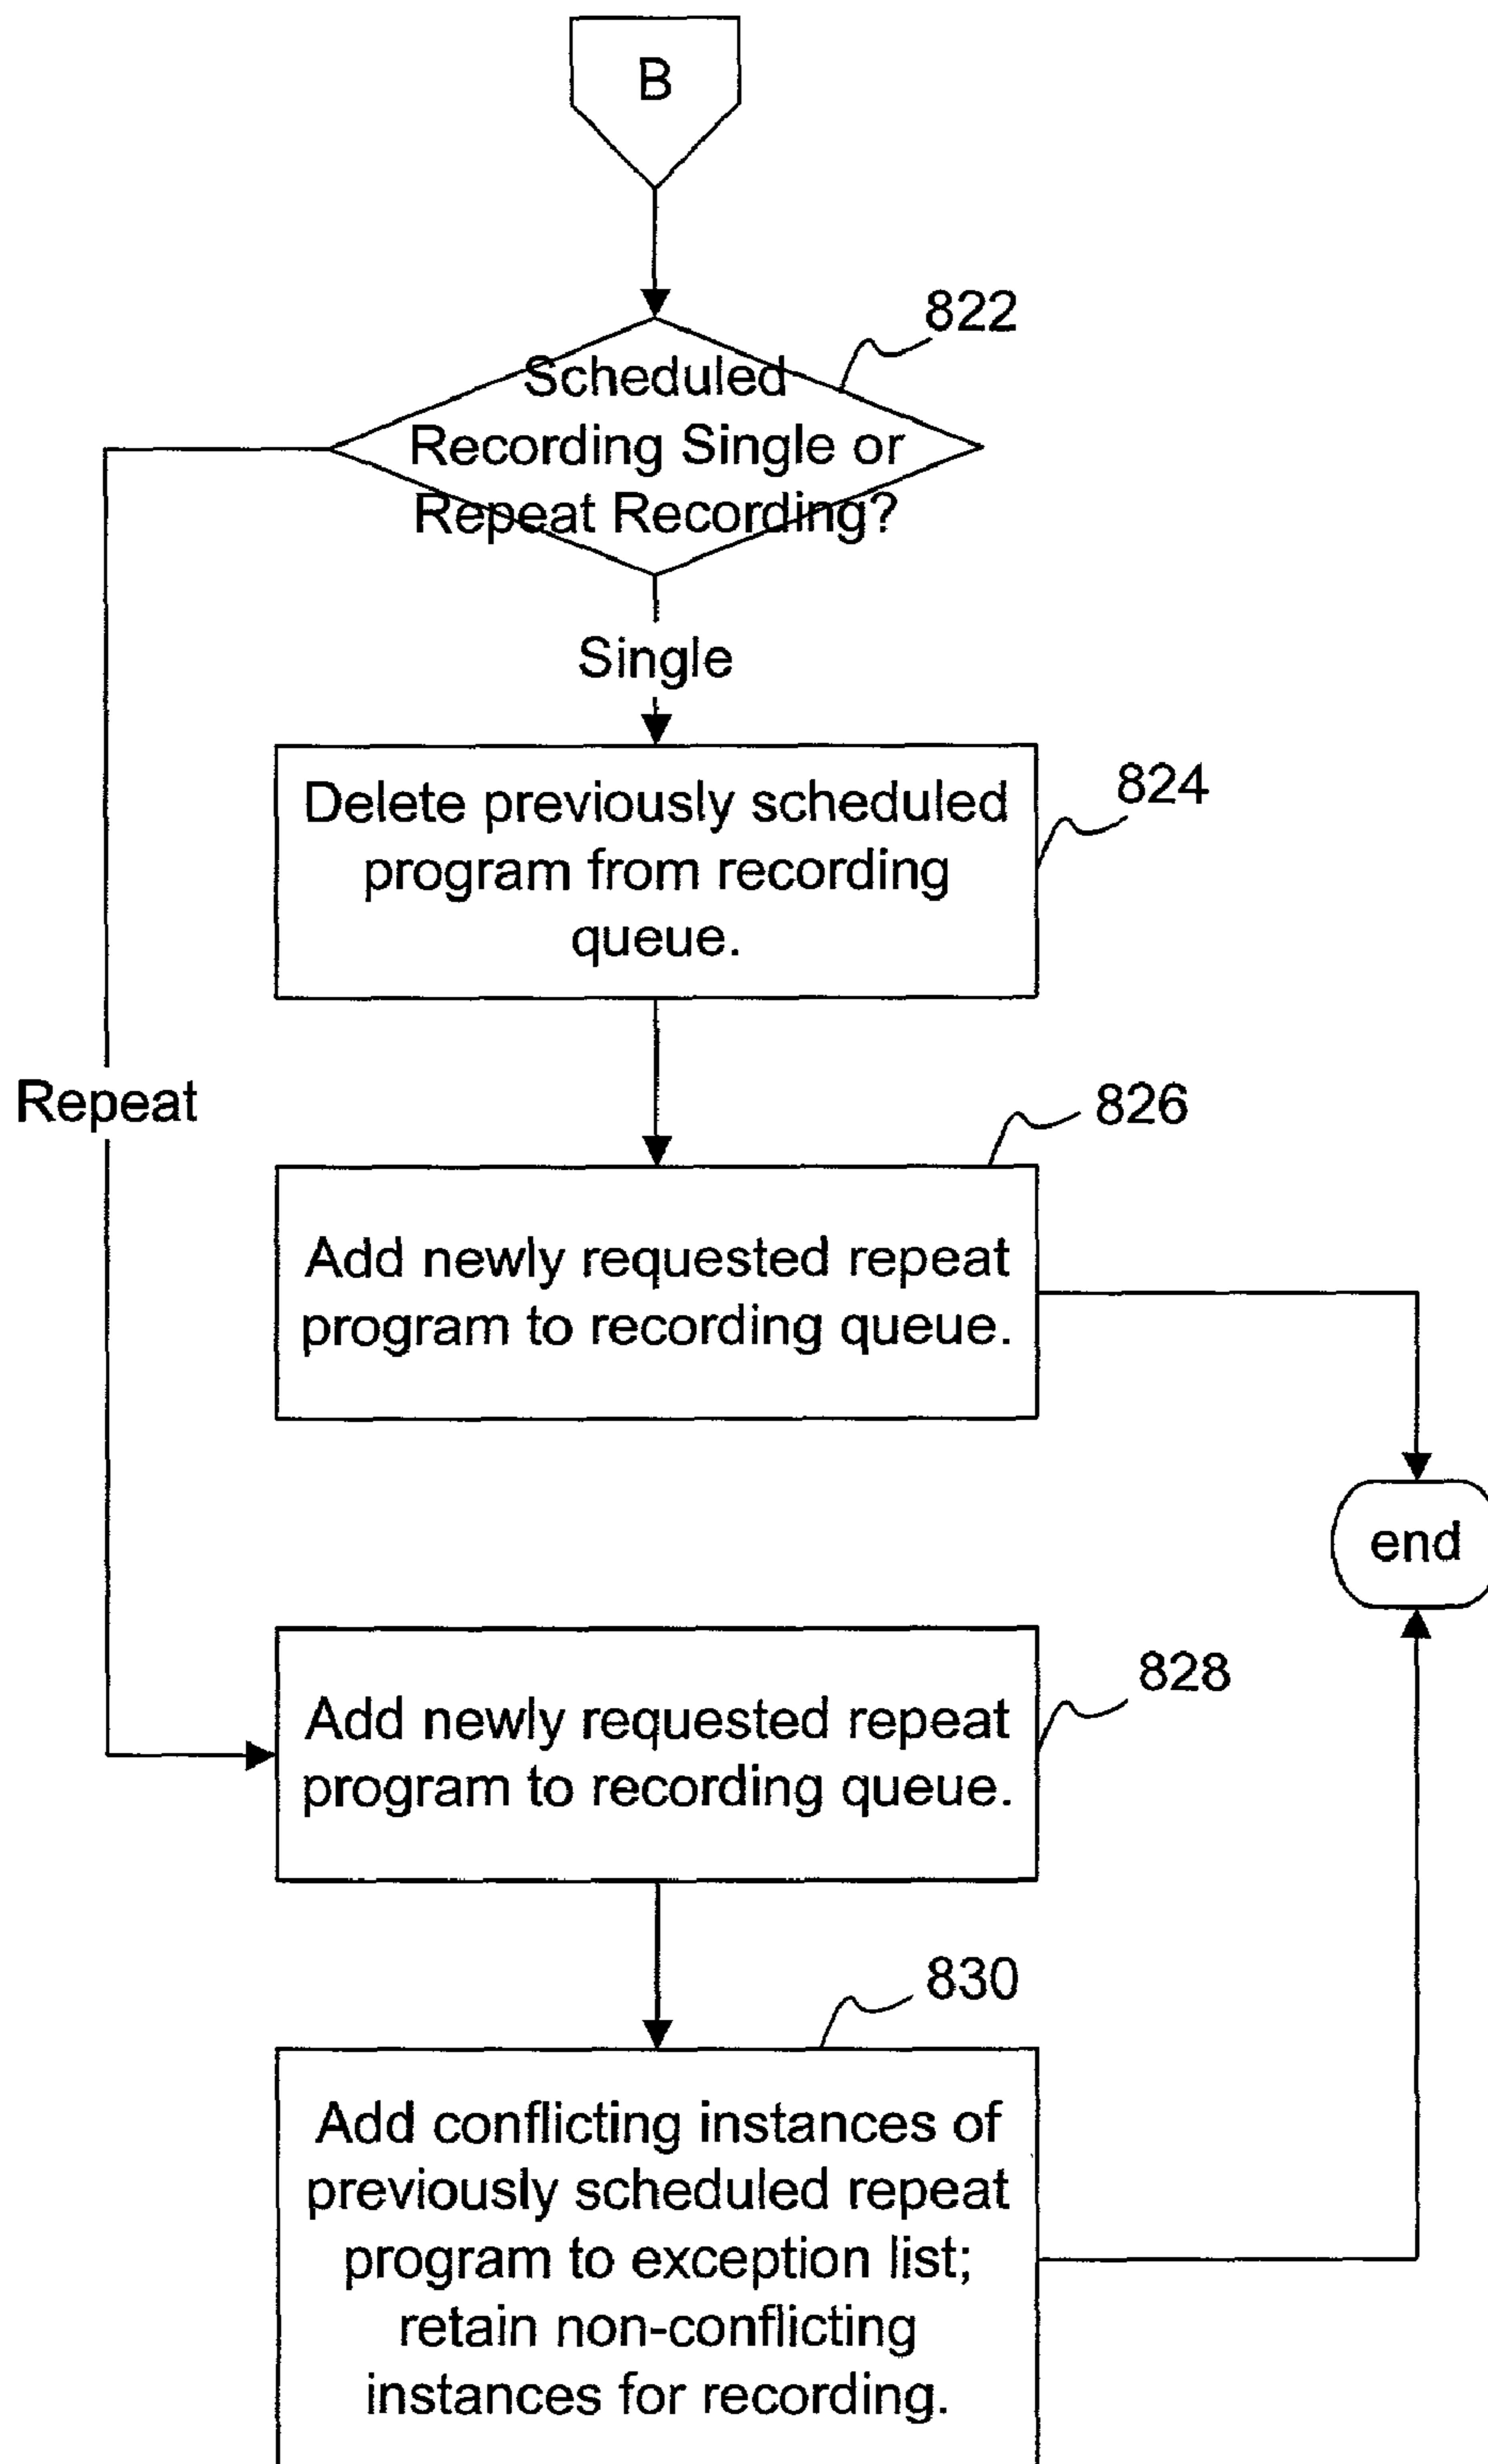 B
822
Scheduled
Recording Single or
Repeat Recording?
Single
824
Delete previously scheduled
program from recording
queue.
Repeat
826
Add newly requested repeat
program to recording queue.
end
828
Add newly requested repeat
program to recording queue.
830
Add conflicting instances of
previously scheduled repeat
program to exception list;
retain non-conflicting
instances for recording.